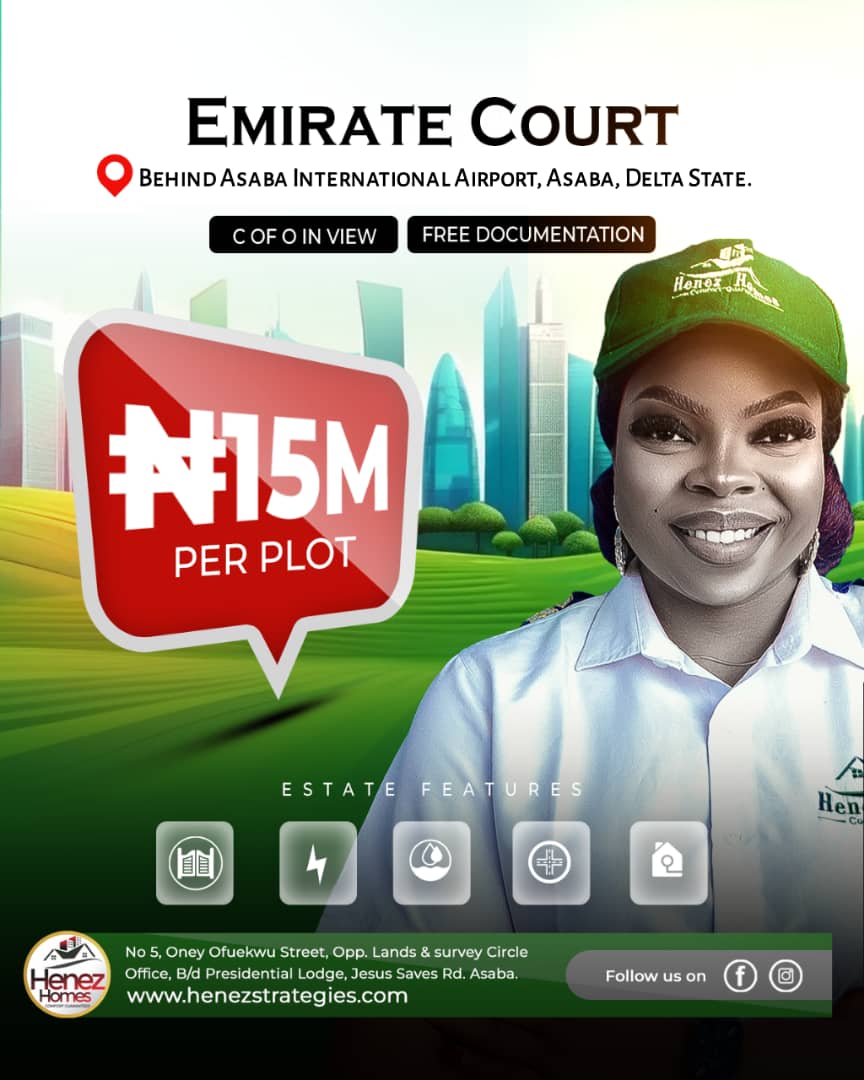 EMIRATE COURT
BEHIND ASABA INTERNATIONAL AIRPORT, ASABA, DELTA STATE.
C OF O IN VIEW
FREE DOCUMENTATION
Henez Homes
₦15M
PER PLOT
ESTATE FEATURES
Hen
Co
No 5, Oney Ofuekwu Street, Opp. Lands & survey Circle
Office, B/d Presidential Lodge, Jesus Saves Rd. Asaba.
www.henezstrategies.com
Henez
Homes
Follow us on